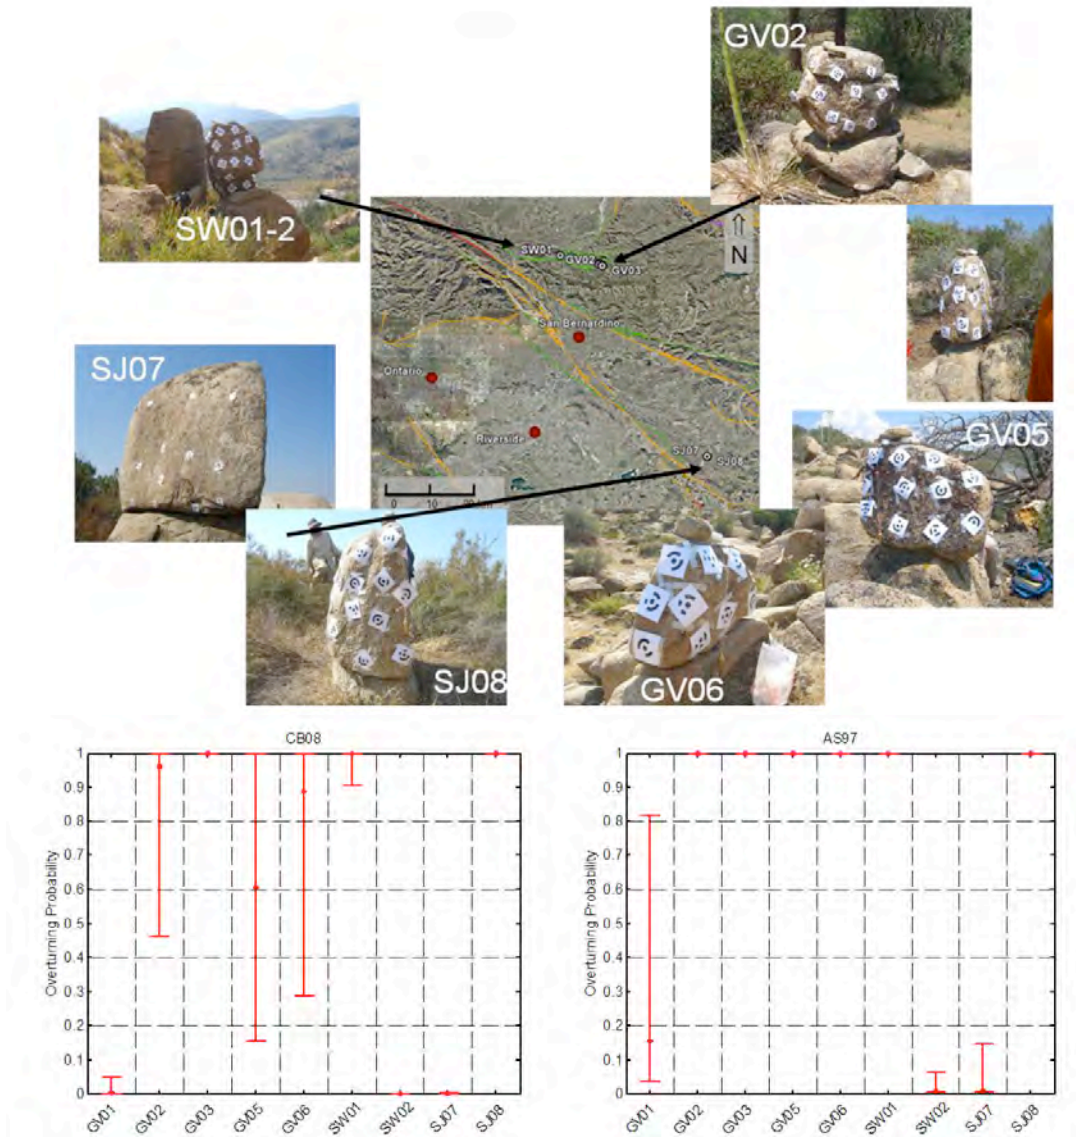 GV02
SW01-2
N
SW01
GV02
GV03
San Bernardino
SJ07
Ontario
GV05
Riverside
SJ07
SJ08
0 10
SJ08
GV06
CB08
1
0.9
0.8
0.7
0.6
0.5
0.4
0.3
0.2
0.1
0
Overturning Probability
GV01 GV02 GV03 GV05 GV06 SW01 SW02 SJ07 SJ08
AS97
1
0.9
0.8
0.7
0.6
0.5
0.4
0.3
0.2
0.1
0
Overturning Probability
GV01 GV02 GV03 GV05 GV06 SW01 SW02 SJ07 SJ08